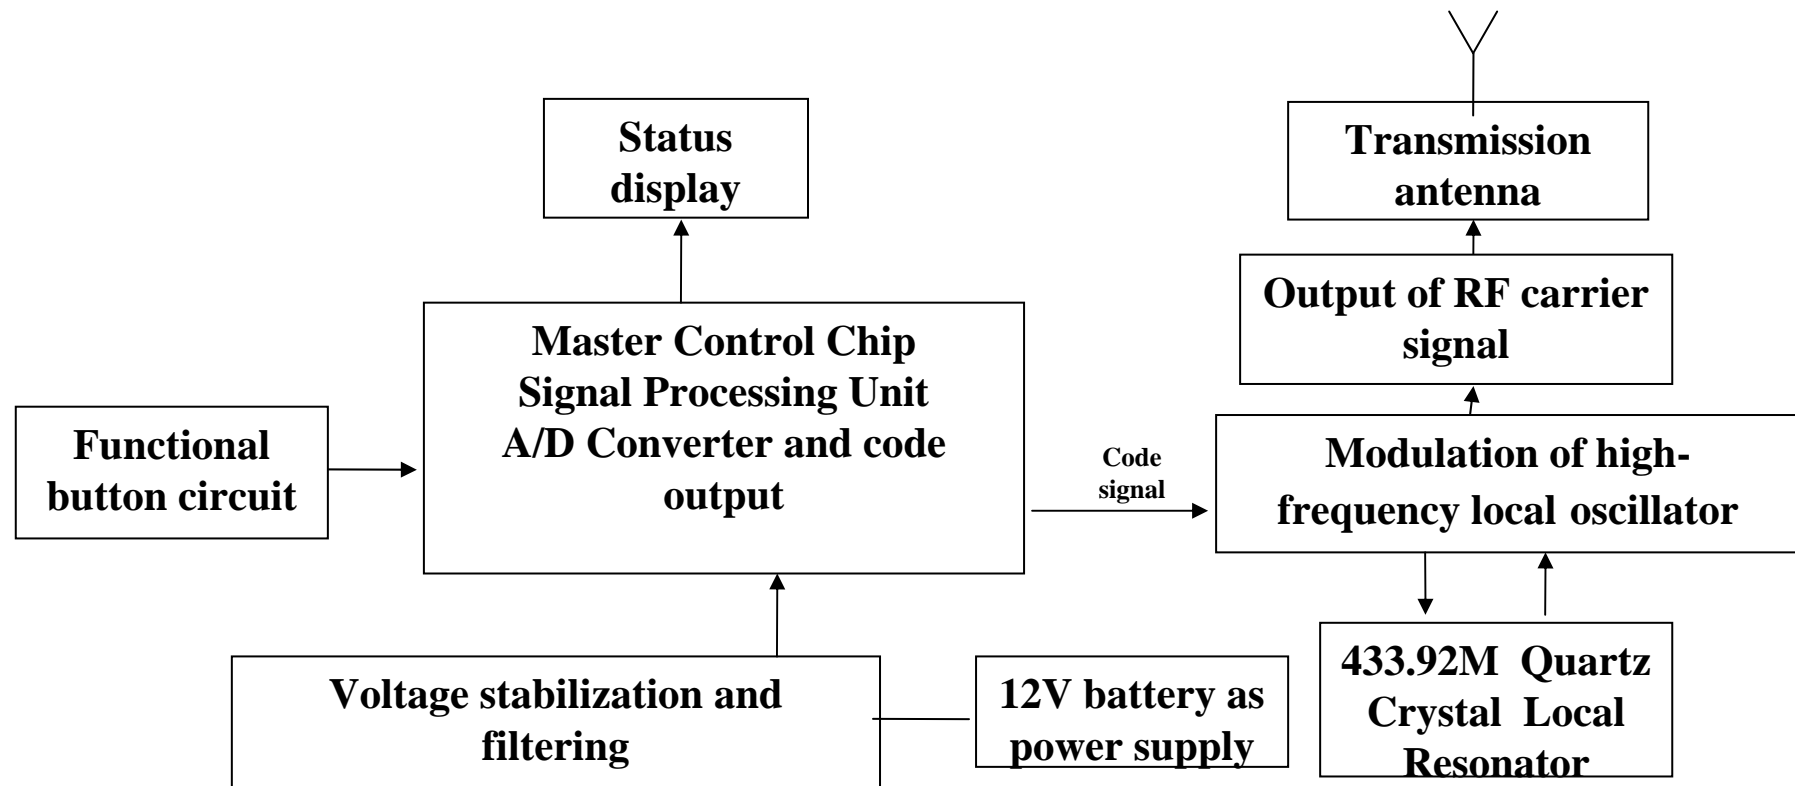 Status
display
Transmission
antenna
Output of RF carrier
signal
Master Control Chip
Signal Processing Unit
A/D Converter and code
output
Functional
button circuit
Code
signal
Modulation of high-
frequency local oscillator
Voltage stabilization and
filtering
12V battery as
power supply
433.92M Quartz
Crystal Local
Resonator